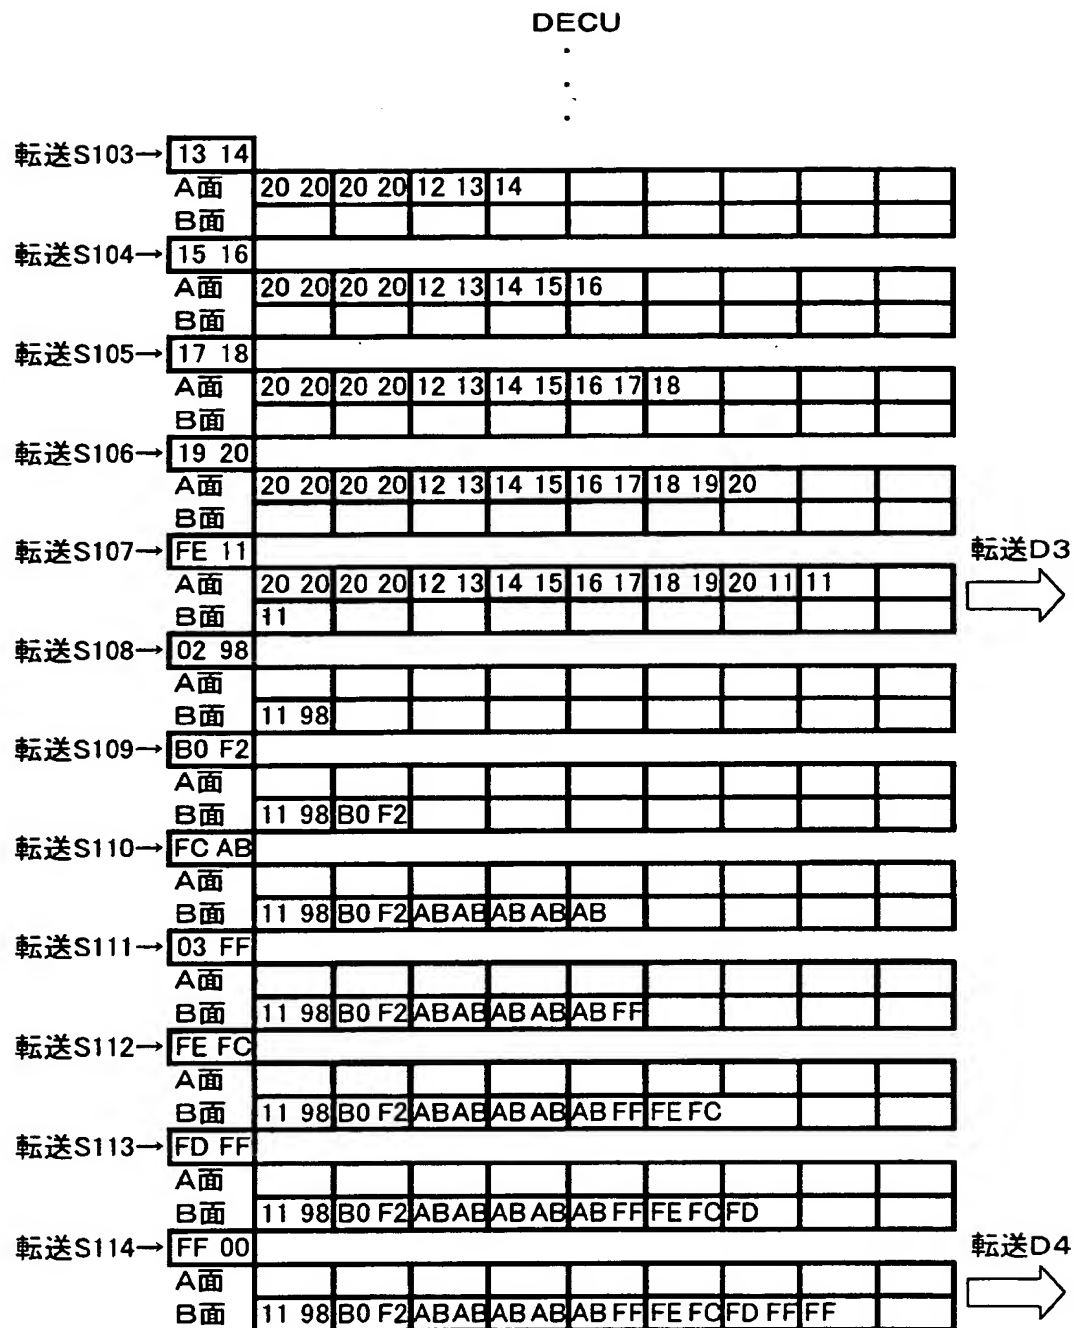 DECU
転送S103→ 13 14
A面 20 20 20 20 12 13 14
B面
転送S104→ 15 16
A面 20 20 20 20 12 13 14 15 16
B面
転送S105→ 17 18
A面 20 20 20 20 12 13 14 15 16 17 18
B面
転送S106→ 19 20
A面 20 20 20 20 12 13 14 15 16 17 18 19 20
B面
転送S107→ FE 11 転送D3
A面 20 20 20 20 12 13 14 15 16 17 18 19 20 11 11
B面 11
転送S108→ 02 98
A面
B面 11 98
転送S109→ B0 F2
A面
B面 11 98 B0 F2
転送S110→ FC AB
A面
B面 11 98 B0 F2 AB AB AB AB AB
転送S111→ 03 FF
A面
B面 11 98 B0 F2 AB AB AB AB AB FF
転送S112→ FE FC
A面
B面 11 98 B0 F2 AB AB AB AB AB FF FE FC
転送S113→ FD FF
A面
B面 11 98 B0 F2 AB AB AB AB AB FF FE FC FD
転送S114→ FF 00 転送D4
A面
B面 11 98 B0 F2 AB AB AB AB AB FF FE FC FD FF FF